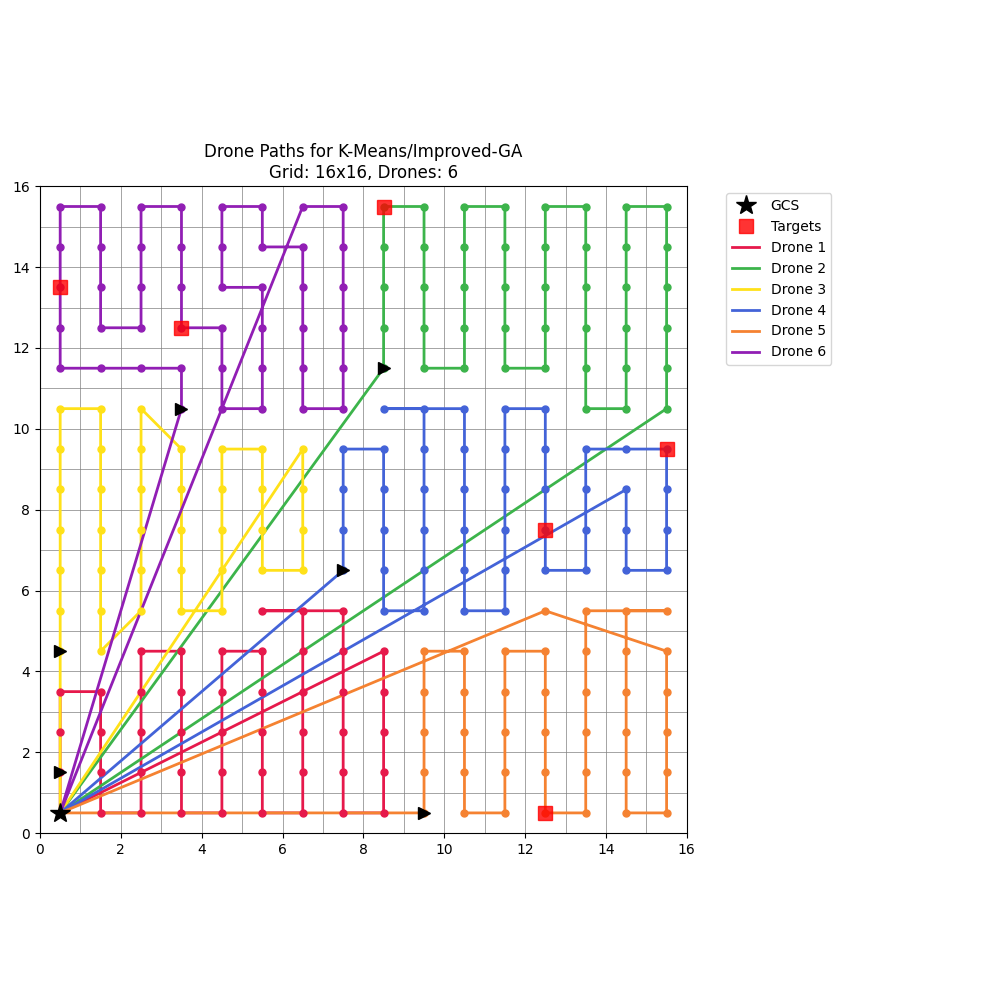 Drone Paths for K-Means/Improved-GA
Grid: 16x16, Drones: 6
16
14
12
10
8
6
4
2
0
0 2 4 6 8 10 12 14 16
GCS
Targets
Drone 1
Drone 2
Drone 3
Drone 4
Drone 5
Drone 6